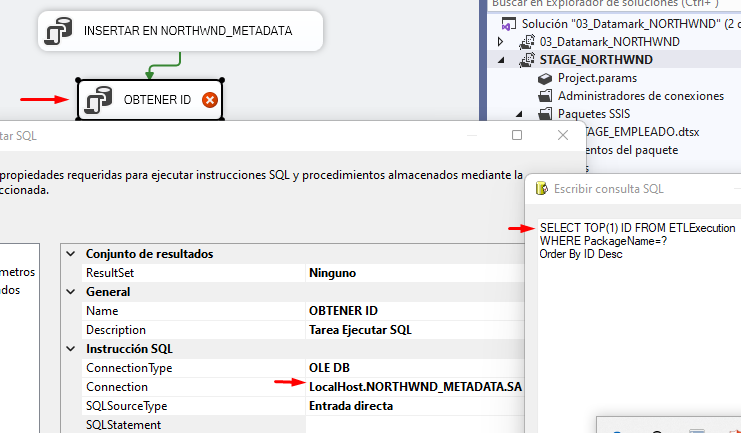 Buscar en Explorador de soluciones (Ctrl+¨)
Solución "03_Datamark_NORTHWND" (2 
03_Datamark_NORTHWND
STAGE_NORTHWND
Project.params
Administradores de conexiones
Paquetes SSIS
TAGE_EMPLEADO.dtsx
entos del paquete
INSERTAR EN NORTHWND_METADATA
OBTENER ID
tar SQL
propiedades requeridas para ejecutar instrucciones SQL y procedimientos almacenados mediante la
ccionada.
metros
ados
Conjunto de resultados
ResultSet Ninguno
General
Name OBTENER ID
Description Tarea Ejecutar SQL
Instrucción SQL
ConnectionType OLE DB
Connection LocalHost.NORTHWND_METADATA.SA
SQLSourceType Entrada directa
SQLStatement
Escribir consulta SQL
SELECT TOP(1) ID FROM ETLExecution
WHERE PackageName=?
Order By ID Desc